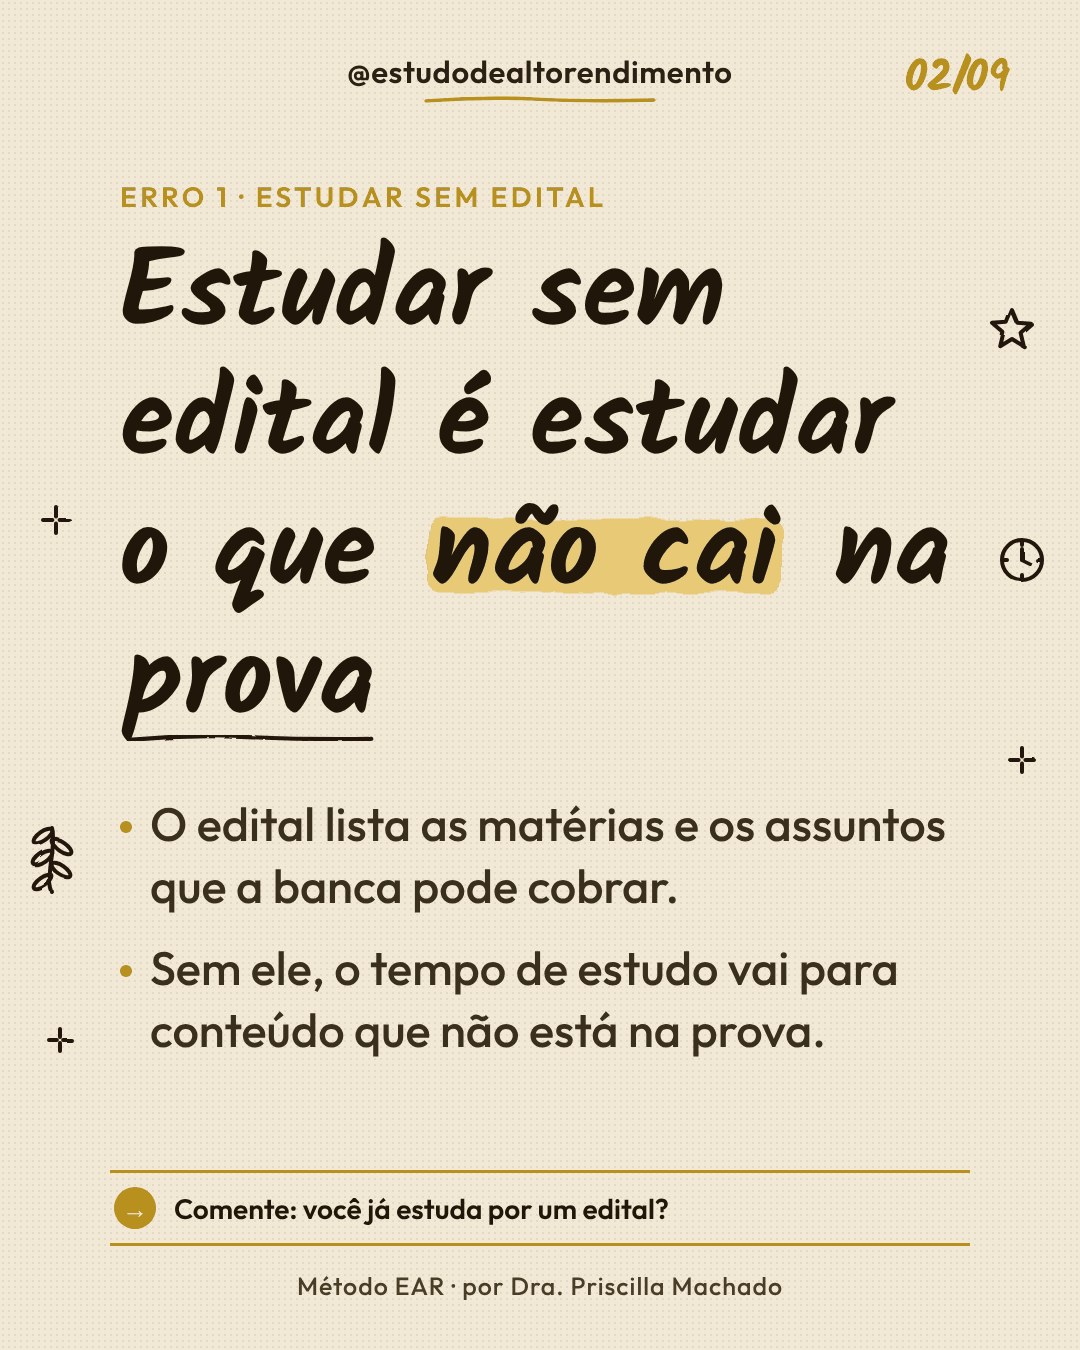 @estudodealtorendimento
02/09
ERRO 1 · ESTUDAR SEM EDITAL
Estudar sem
edital é estudar
o que não cai na
prova
• O edital lista as matérias e os assuntos
que a banca pode cobrar.
• Sem ele, o tempo de estudo vai para
conteúdo que não está na prova.
→ Comente: você já estuda por um edital?
Método EAR · por Dra. Priscilla Machado